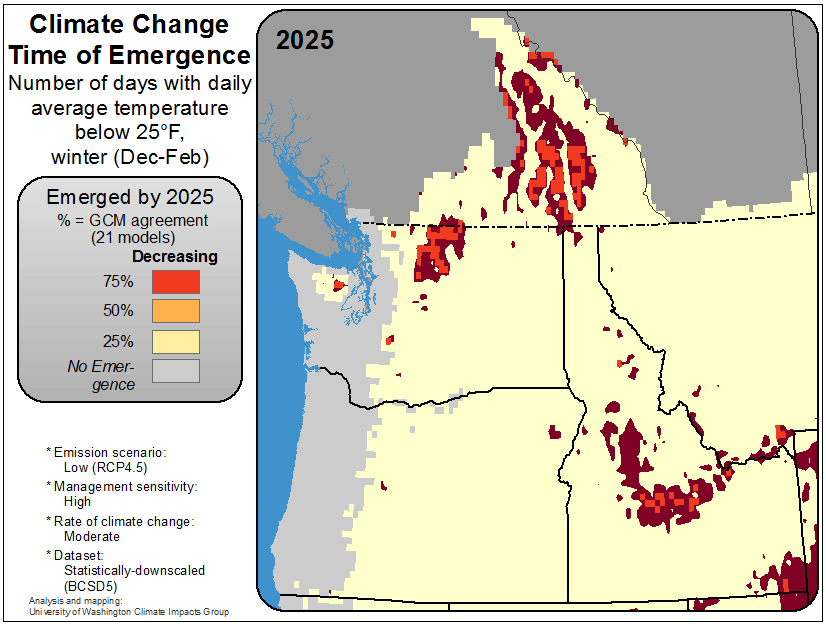 Climate Change
Time of Emergence
Number of days with daily
average temperature
below 25°F,
winter (Dec-Feb)
Emerged by 2025
% = GCM agreement
(21 models)
Decreasing
75%
50%
25%
No Emer-
gence
* Emission scenario:
Low (RCP4.5)
* Management sensitivity:
High
* Rate of climate change:
Moderate
* Dataset:
Statistically-downscaled
(BCSD5)
Analysis and mapping:
University of Washington Climate Impacts Group
2025